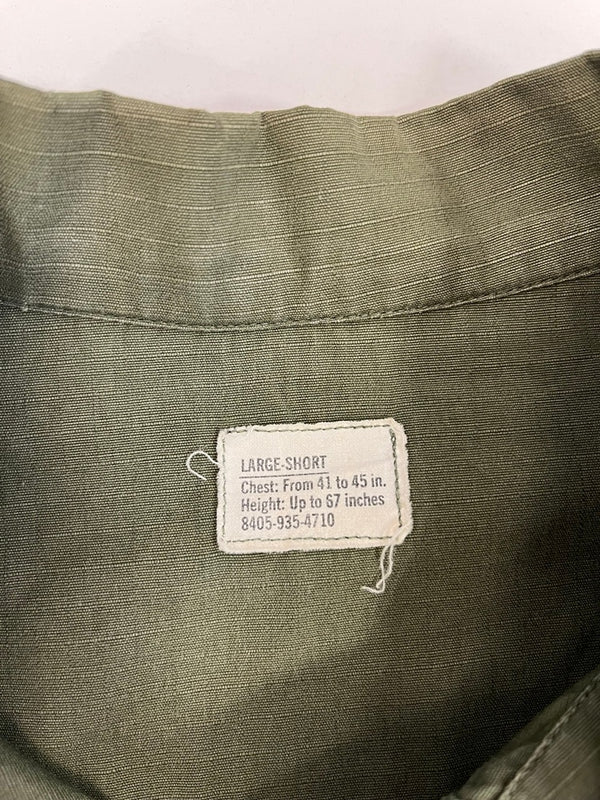 LARGE-SHORT
Chest: From 41 to 45 in.
Height: Up to 67 inches
8405-935-4710